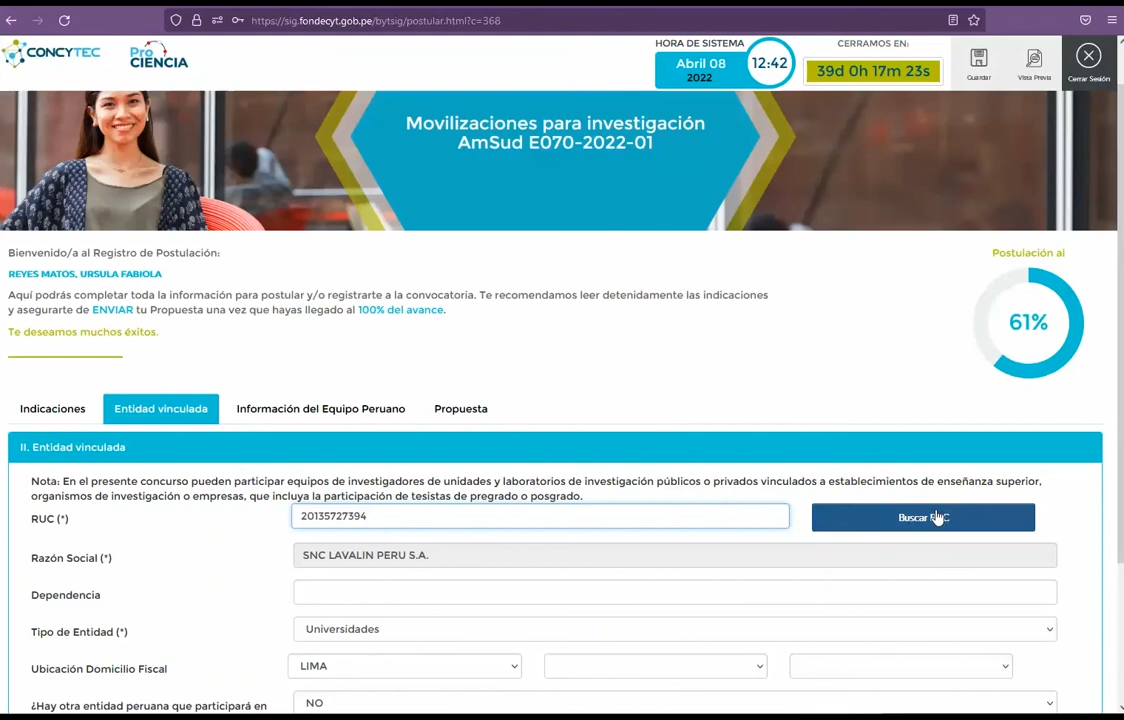 https://sig.fondecyt.gob.pe/bytsig/postular.html?c=368
CONCYTEC
Pro
CIENCIA
HORA DE SISTEMA
Abril 08
2022
12:42
CERRAMOS EN:
39d 0h 17m 23s
Guardar
Vista Previa
Cerrar Sesión
Movilizaciones para investigación
AmSud E070-2022-01
Bienvenido/a al Registro de Postulación:
REYES MATOS, URSULA FABIOLA
Aquí podrás completar toda la información para postular y/o registrarte a la convocatoria. Te recomendamos leer detenidamente las indicaciones
y asegurarte de ENVIAR tu Propuesta una vez que hayas llegado al 100% del avance.
Te deseamos muchos éxitos.
Postulación al
61%
Indicaciones
Entidad vinculada
Información del Equipo Peruano
Propuesta
II. Entidad vinculada
Nota: En el presente concurso pueden participar equipos de investigadores de unidades y laboratorios de investigación públicos o privados vinculados a establecimientos de enseñanza superior,
organismos de investigación o empresas, que incluya la participación de tesistas de pregrado o posgrado.
RUC (*)
20135727394
Buscar
Razón Social (*)
SNC LAVALIN PERU S.A.
Dependencia
Tipo de Entidad (*)
Universidades
Ubicación Domicilio Fiscal
LIMA
¿Hay otra entidad peruana que participará en
NO